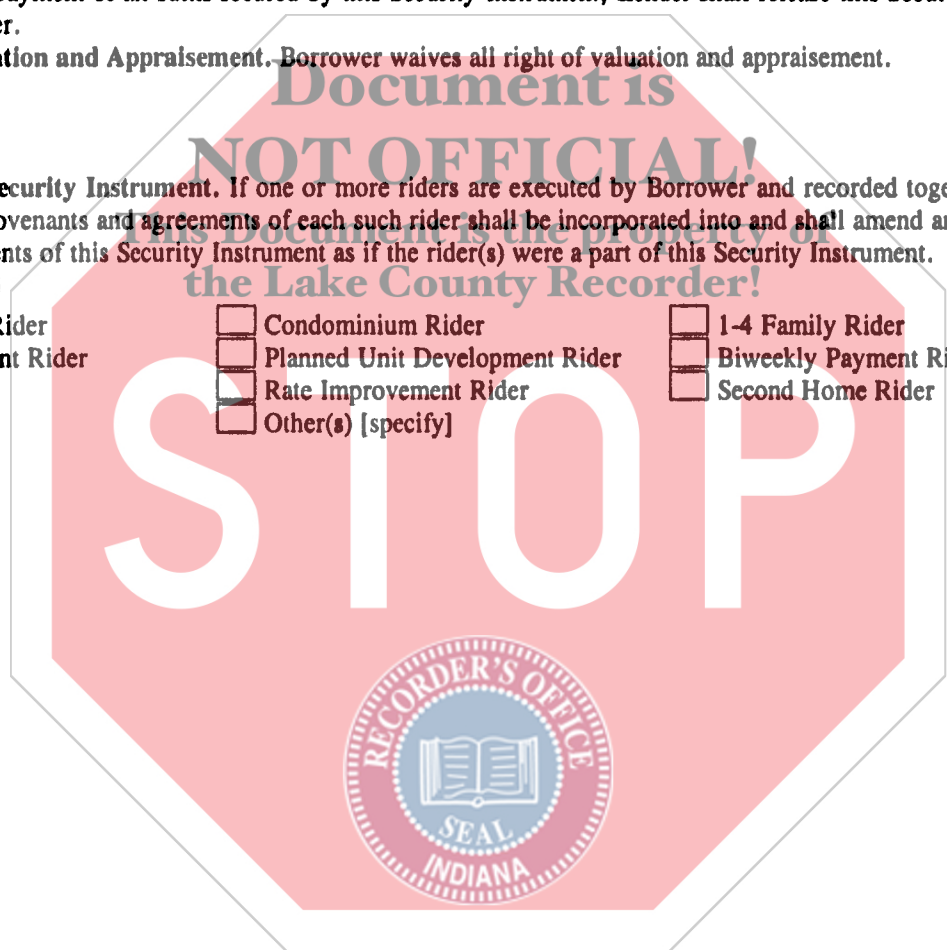 er.
ation and Appraisement. Borrower waives all right of valuation and appraisement.
Document is
NOT OFFICIAL!
ecurity Instrument. If one or more riders are executed by Borrower and recorded toge
ovenants and agreements of each such rider shall be incorporated into and shall amend a
This Document is the property of
nts of this Security Instrument as if the rider(s) were a part of this Security Instrument.
the Lake County Recorder!
Rider Condominium Rider 1-4 Family Rider
nt Rider Planned Unit Development Rider Biweekly Payment Ri
Rate Improvement Rider Second Home Rider
Other(s) [specify]
STOP
RECORDER'S OFFICE
SEAL
INDIANA